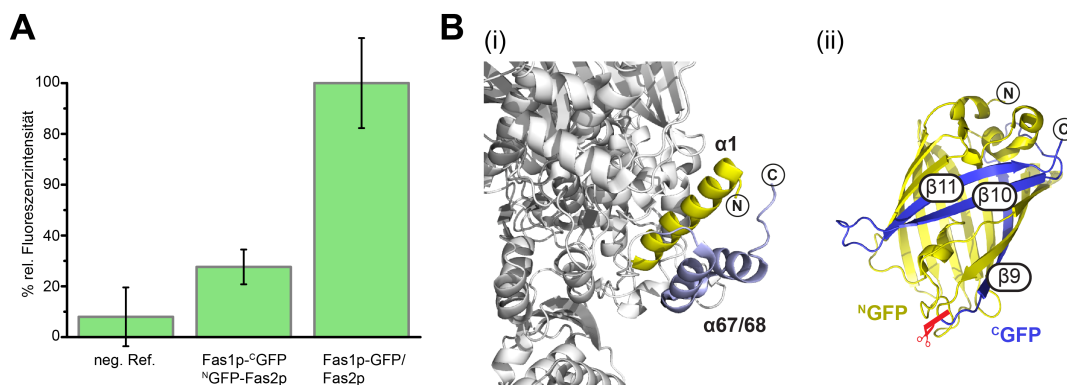 A
% rel. Fluoreszenzintensität
100
80
60
40
20
0
neg. Ref.
Fas1p-ᶜGFP
ᴺGFP-Fas2p
Fas1p-GFP/
Fas2p
B
(i)
α1
N
C
α67/68
(ii)
N
C
β11
β10
β9
ᴺGFP
ᶜGFP